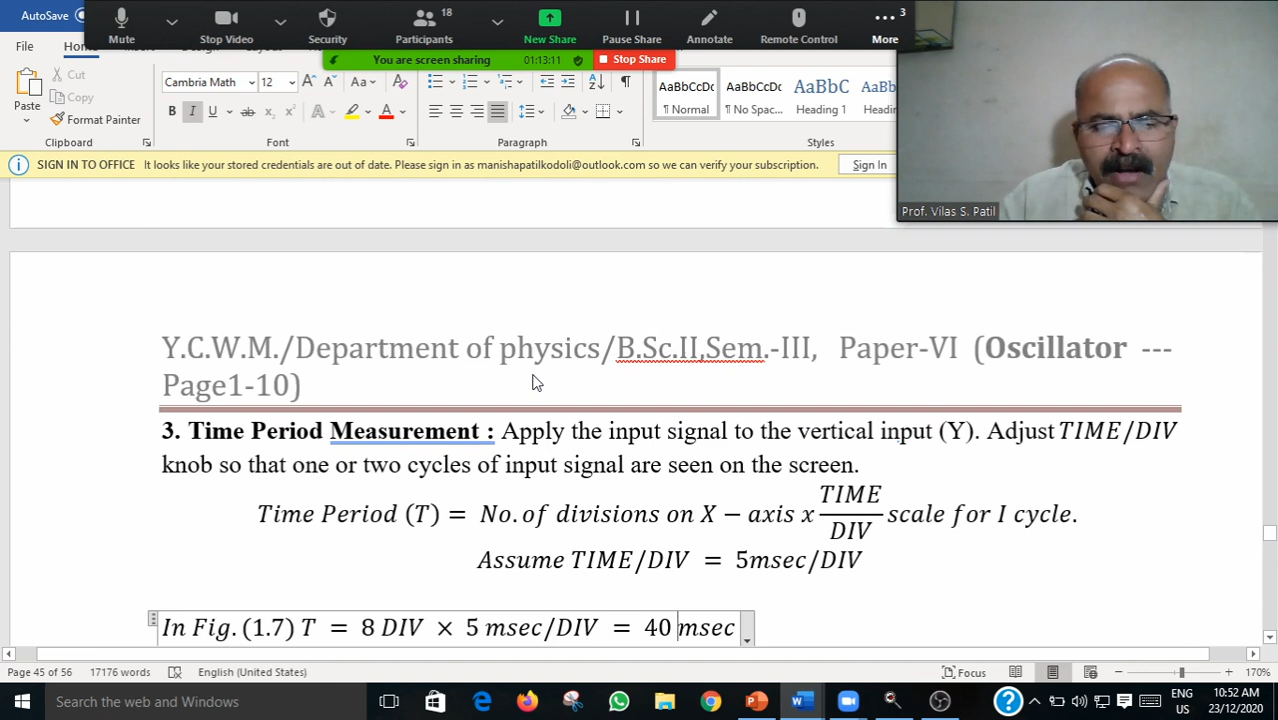 AutoSave
Mute
Stop Video
Security
Participants
18
New Share
Pause Share
Annotate
Remote Control
More
3
You are screen sharing
01:13:11
Stop Share
File
Home
Paste
Cut
Copy
Format Painter
Clipboard
Cambria Math
12
Aa
B I U ab x₂ x²
Font
Paragraph
AaBbCcDc
¶ Normal
AaBbCcDc
¶ No Spac...
AaBbC
Heading 1
AaBb
Headin
Styles
SIGN IN TO OFFICE It looks like your stored credentials are out of date. Please sign in as manishapatilkodoli@outlook.com so we can verify your subscription.
Sign In
Prof. Vilas S. Patil
Y.C.W.M./Department of physics/B.Sc.II,Sem.-III, Paper-VI (Oscillator ---
Page1-10)
3. Time Period Measurement : Apply the input signal to the vertical input (Y). Adjust TIME/DIV
knob so that one or two cycles of input signal are seen on the screen.
Time Period (T) = No. of divisions on X − axis x TIME/DIV scale for I cycle.
Assume TIME/DIV = 5msec/DIV
In Fig. (1.7) T = 8 DIV × 5 msec/DIV = 40 msec
Page 45 of 56
17176 words
English (United States)
Focus
170%
Search the web and Windows
ENG
US
10:52 AM
23/12/2020